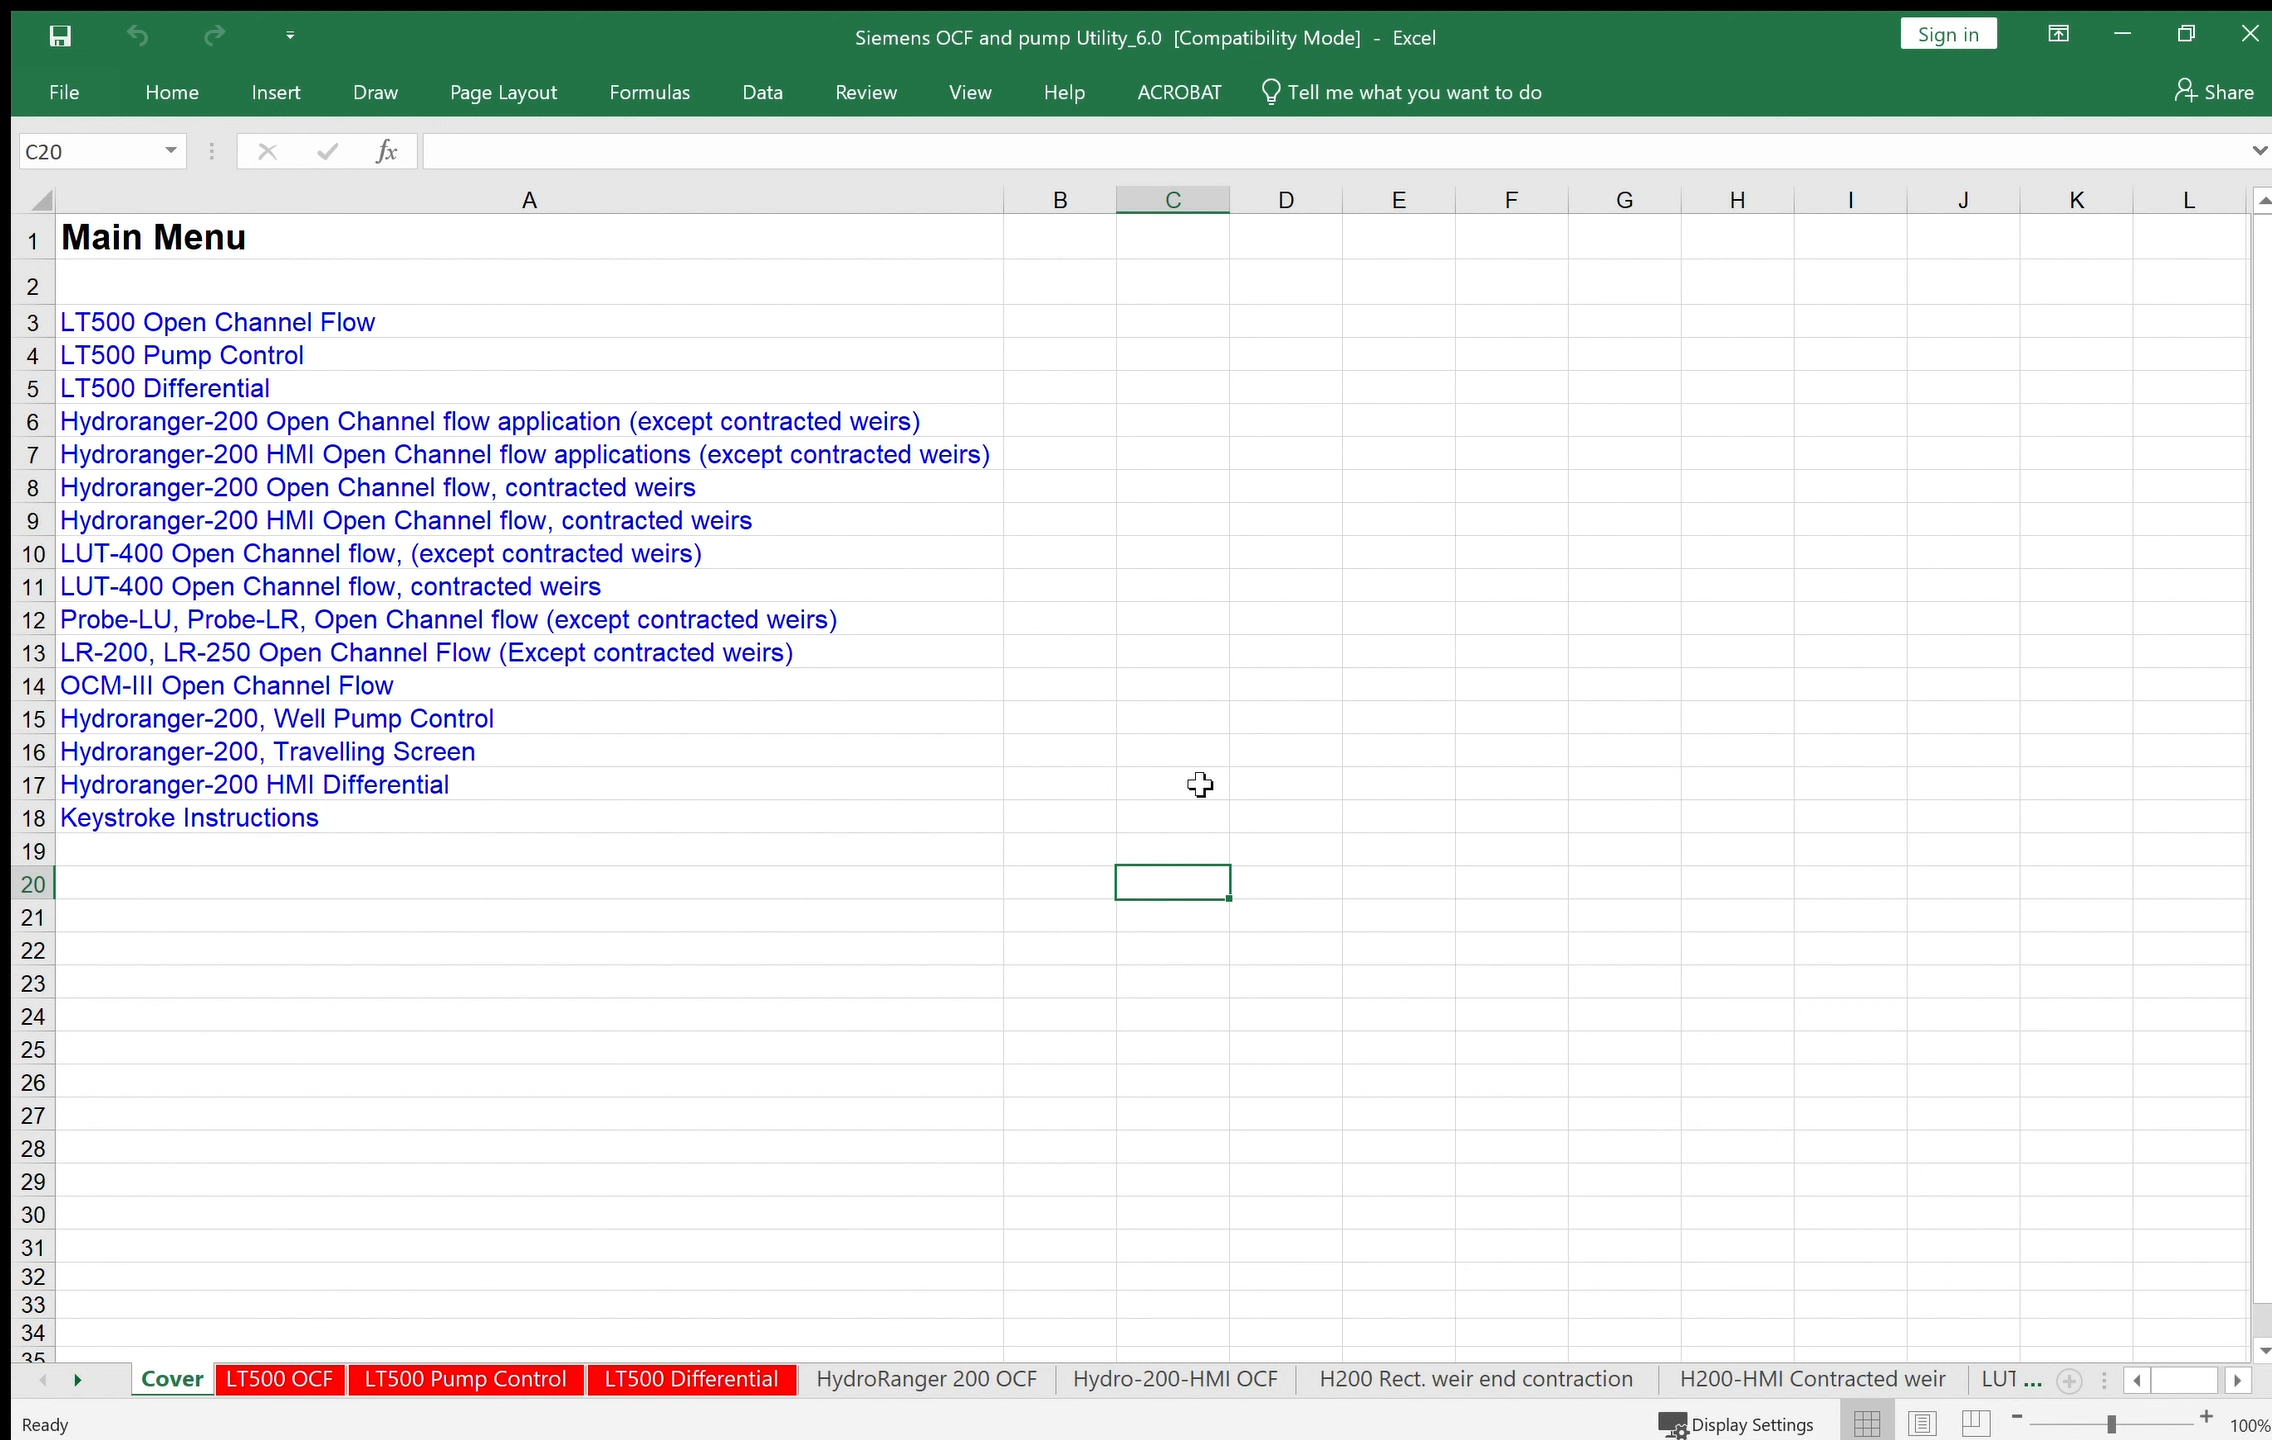 Siemens OCF and pump Utility_6.0 [Compatibility Mode] - Excel
Sign in
File Home Insert Draw Page Layout Formulas Data Review View Help ACROBAT Tell me what you want to do Share
C20 fx
A B C D E F G H I J K L
1 Main Menu
2
3 LT500 Open Channel Flow
4 LT500 Pump Control
5 LT500 Differential
6 Hydroranger-200 Open Channel flow application (except contracted weirs)
7 Hydroranger-200 HMI Open Channel flow applications (except contracted weirs)
8 Hydroranger-200 Open Channel flow, contracted weirs
9 Hydroranger-200 HMI Open Channel flow, contracted weirs
10 LUT-400 Open Channel flow, (except contracted weirs)
11 LUT-400 Open Channel flow, contracted weirs
12 Probe-LU, Probe-LR, Open Channel flow (except contracted weirs)
13 LR-200, LR-250 Open Channel Flow (Except contracted weirs)
14 OCM-III Open Channel Flow
15 Hydroranger-200, Well Pump Control
16 Hydroranger-200, Travelling Screen
17 Hydroranger-200 HMI Differential
18 Keystroke Instructions
19
20
21
22
23
24
25
26
27
28
29
30
31
32
33
34
35
Cover LT500 OCF LT500 Pump Control LT500 Differential HydroRanger 200 OCF Hydro-200-HMI OCF H200 Rect. weir end contraction H200-HMI Contracted weir LUT ...
Ready Display Settings - + 100%